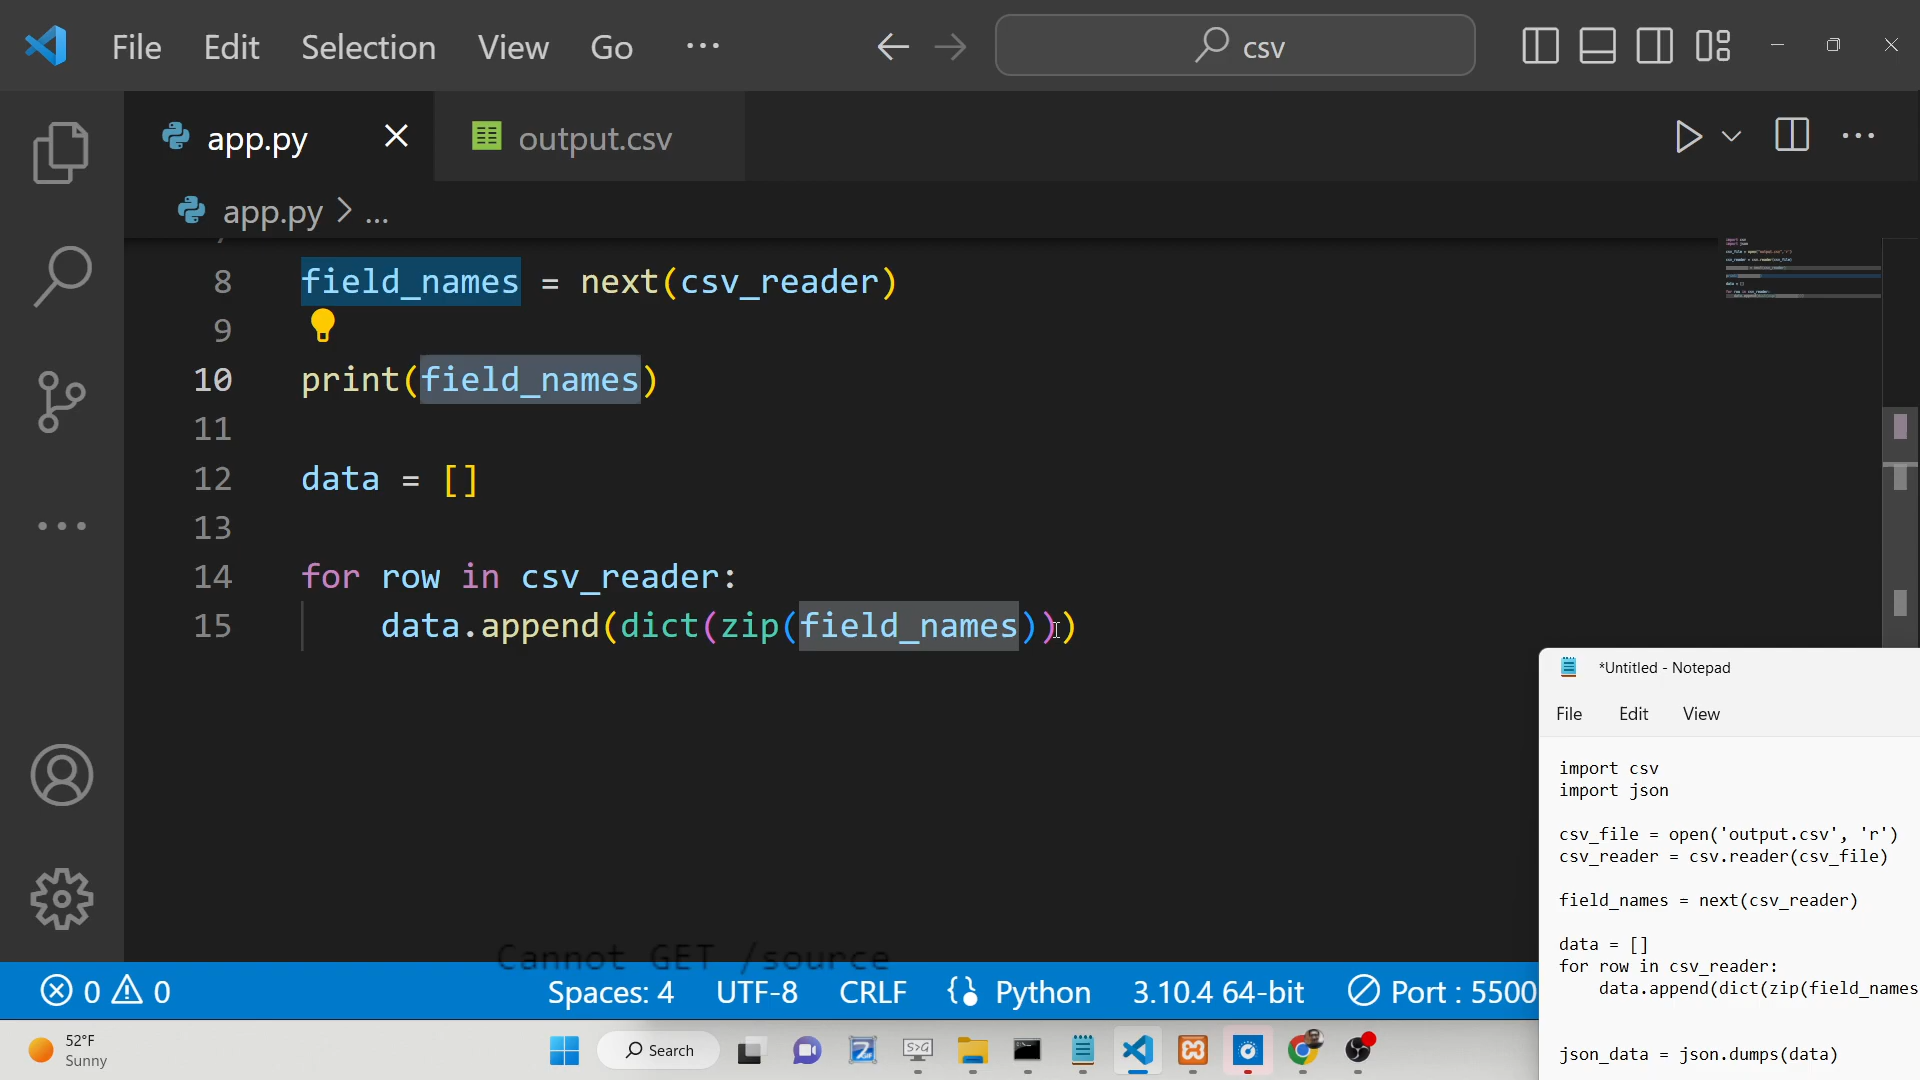 File Edit Selection View Go ··· csv
app.py output.csv
app.py > ...
8 field_names = next(csv_reader)
9
10 print(field_names)
11
12 data = []
13
14 for row in csv_reader:
15 data.append(dict(zip(field_names)))
*Untitled - Notepad
File Edit View
import csv
import json
csv_file = open('output.csv', 'r')
csv_reader = csv.reader(csv_file)
field_names = next(csv_reader)
data = []
for row in csv_reader:
data.append(dict(zip(field_names
json_data = json.dumps(data)
Cannot GET /source
0 0 Spaces: 4 UTF-8 CRLF Python 3.10.4 64-bit Port : 5500
52°F
Sunny
Search